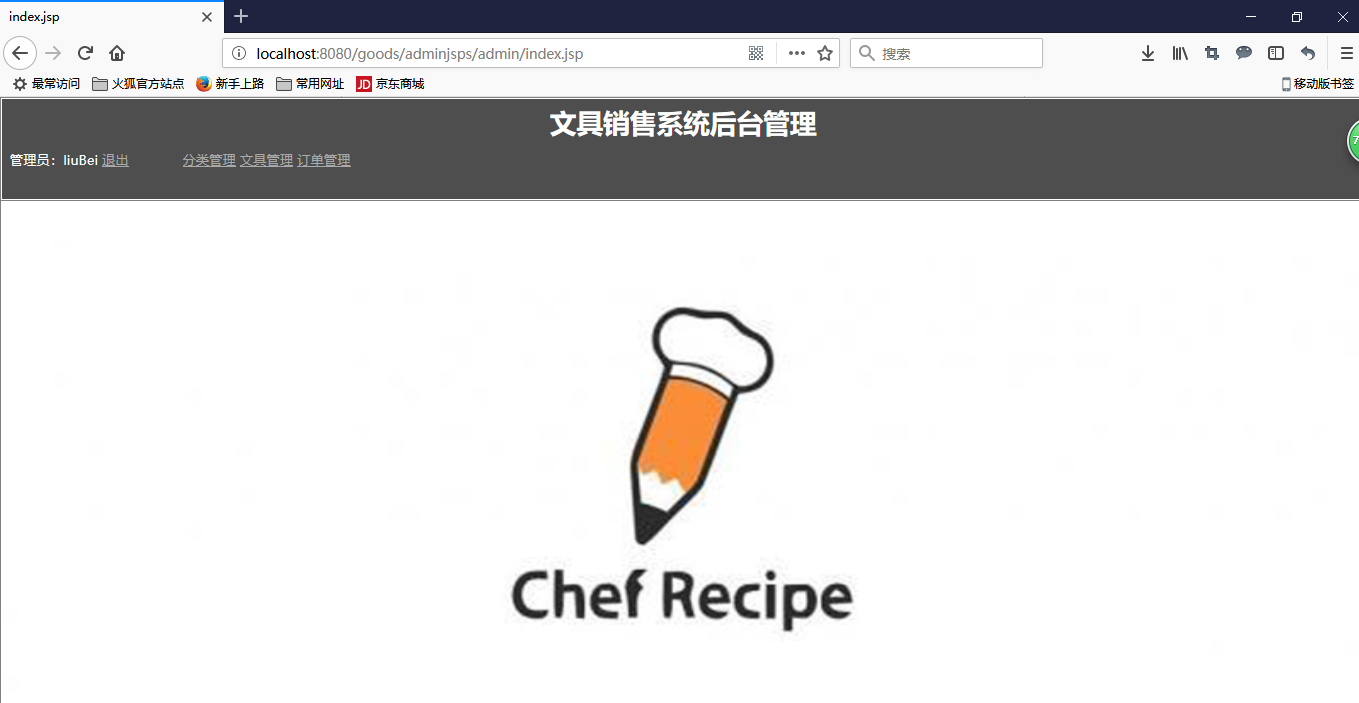 index.jsp
localhost:8080/goods/adminjsps/admin/index.jsp
搜索
最常访问 火狐官方站点 新手上路 常用网址 JD 京东商城 移动版书签
文具销售系统后台管理
管理员：liuBei 退出 分类管理 文具管理 订单管理
Chef Recipe